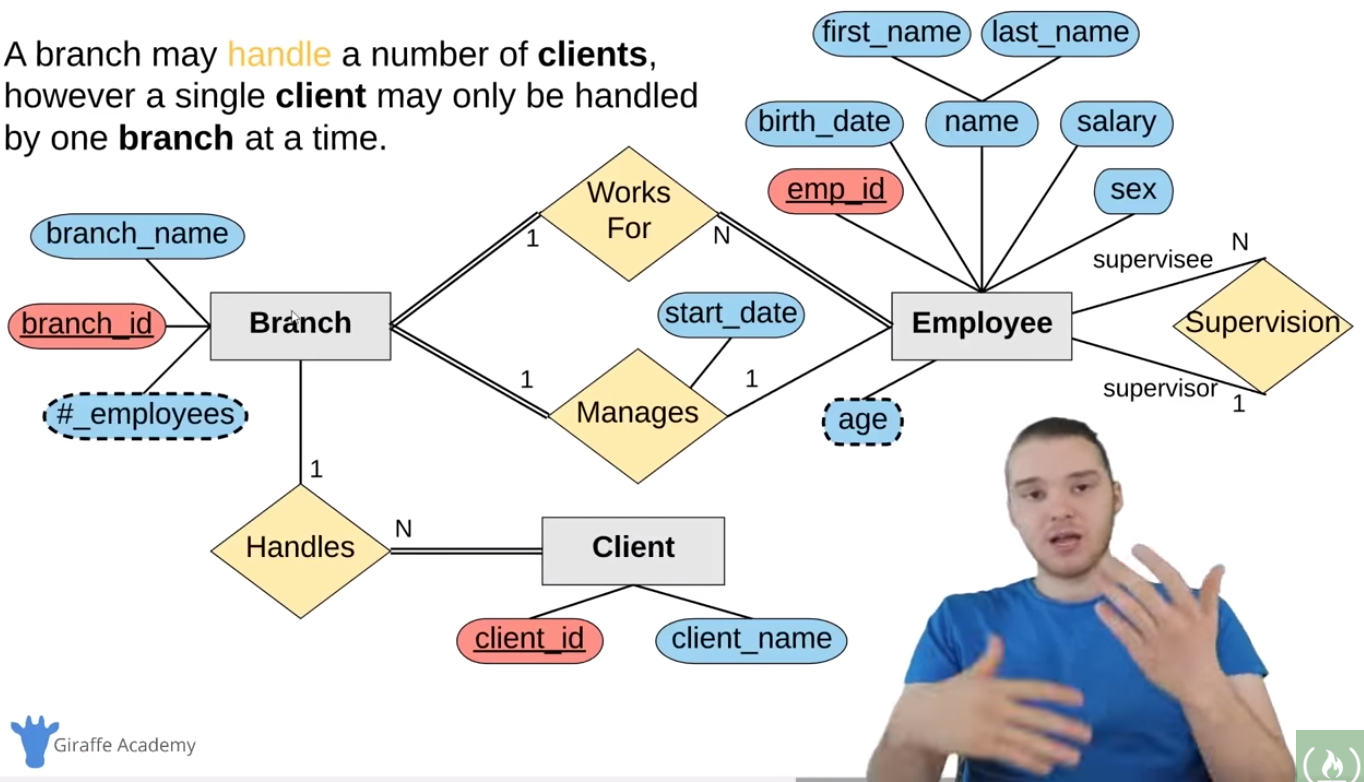 A branch may handle a number of clients,
however a single client may only be handled
by one branch at a time.
first_name
last_name
birth_date
name
salary
emp_id
sex
Works
For
1
N
branch_name
branch_id
#_employees
Branch
start_date
Employee
supervisee
N
Supervision
supervisor
1
1
Manages
1
age
1
Handles
N
Client
client_id
client_name
Giraffe Academy